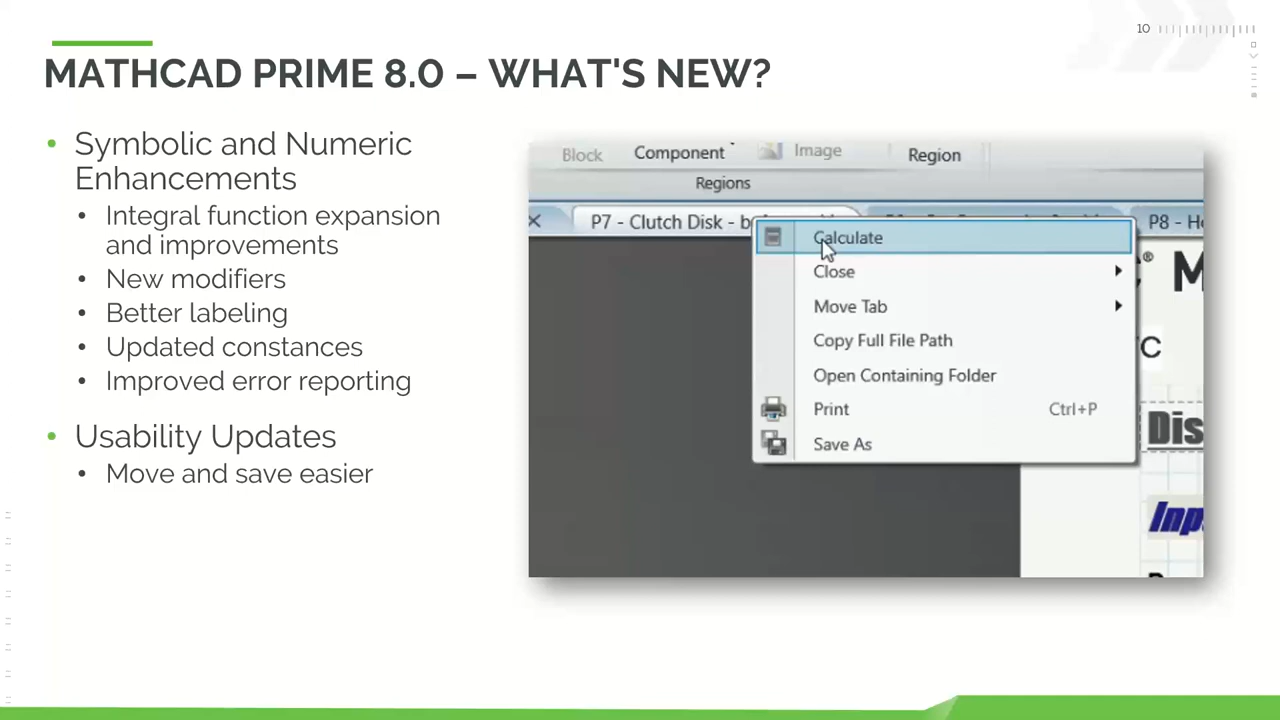 10
MATHCAD PRIME 8.0 – WHAT'S NEW?
• Symbolic and Numeric
Enhancements
• Integral function expansion
and improvements
• New modifiers
• Better labeling
• Updated constances
• Improved error reporting
• Usability Updates
• Move and save easier
Block Component Image Region
Regions
P7 - Clutch Disk - P8 -
Calculate
Close
Move Tab
Copy Full File Path
Open Containing Folder
Print Ctrl+P
Save As